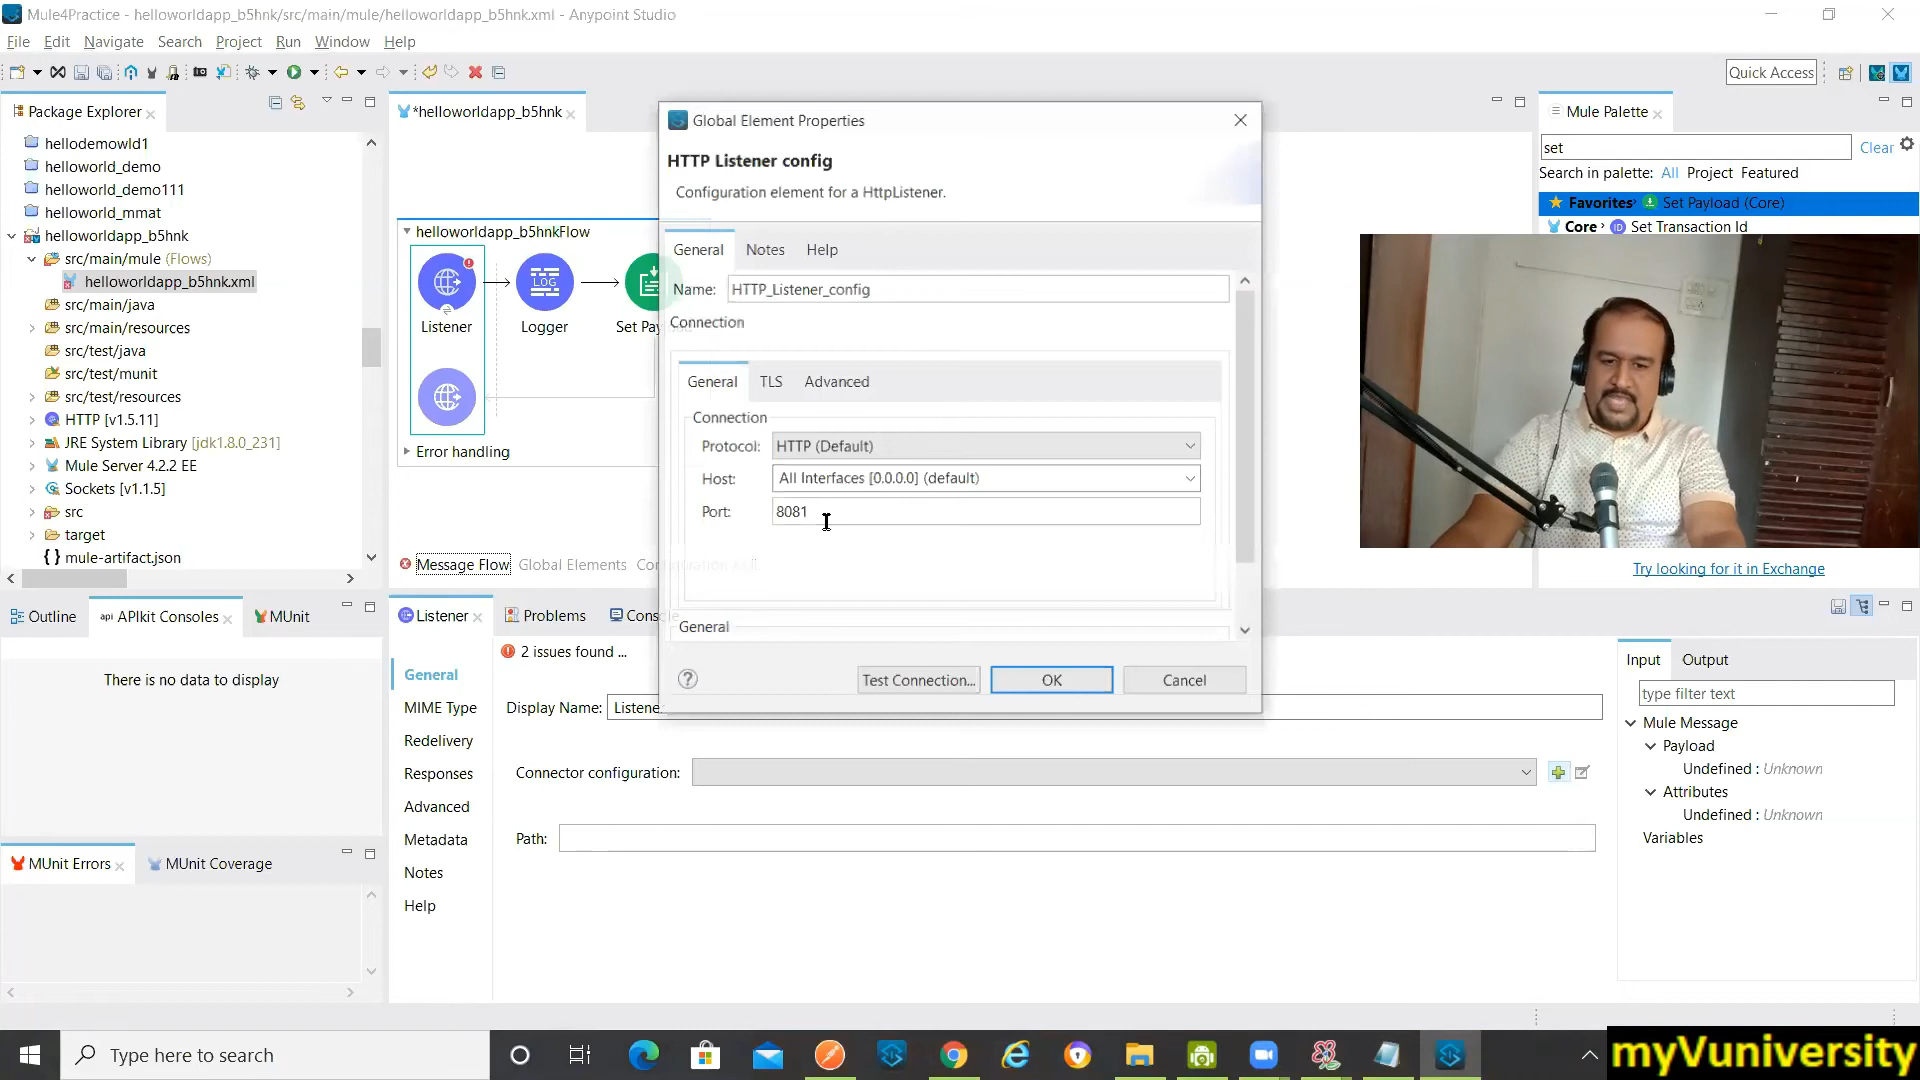 Mule4Practice - helloworldapp_b5hnk/src/main/mule/helloworldapp_b5hnk.xml - Anypoint Studio
File Edit Navigate Search Project Run Window Help
Quick Access
Package Explorer
hellodemowld1
helloworld_demo
helloworld_demo111
helloworld_mmat
helloworldapp_b5hnk
src/main/mule (Flows)
helloworldapp_b5hnk.xml
src/main/java
src/main/resources
src/test/java
src/test/munit
src/test/resources
HTTP [v1.5.11]
JRE System Library [jdk1.8.0_231]
Mule Server 4.2.2 EE
Sockets [v1.1.5]
src
target
{} mule-artifact.json
*helloworldapp_b5hnk
helloworldapp_b5hnkFlow
LOG
Listener Logger Set Pay
Error handling
Message Flow Global Elements
Global Element Properties
HTTP Listener config
Configuration element for a HttpListener.
General Notes Help
Name: HTTP_Listener_config
Connection
General TLS Advanced
Connection
Protocol: HTTP (Default)
Host: All Interfaces [0.0.0.0] (default)
Port: 8081
General
? Test Connection... OK Cancel
Mule Palette
set Clear
Search in palette: All Project Featured
Favorites Set Payload (Core)
Core ID Set Transaction Id
Try looking for it in Exchange
Outline api APIkit Consoles MUnit
There is no data to display
MUnit Errors MUnit Coverage
Listener Problems Conso
2 issues found ...
General
MIME Type
Redelivery
Responses
Advanced
Metadata
Notes
Help
Display Name: Listene
Connector configuration:
Path:
Input Output
type filter text
Mule Message
Payload
Undefined : Unknown
Attributes
Undefined : Unknown
Variables
Type here to search
myVuniversity